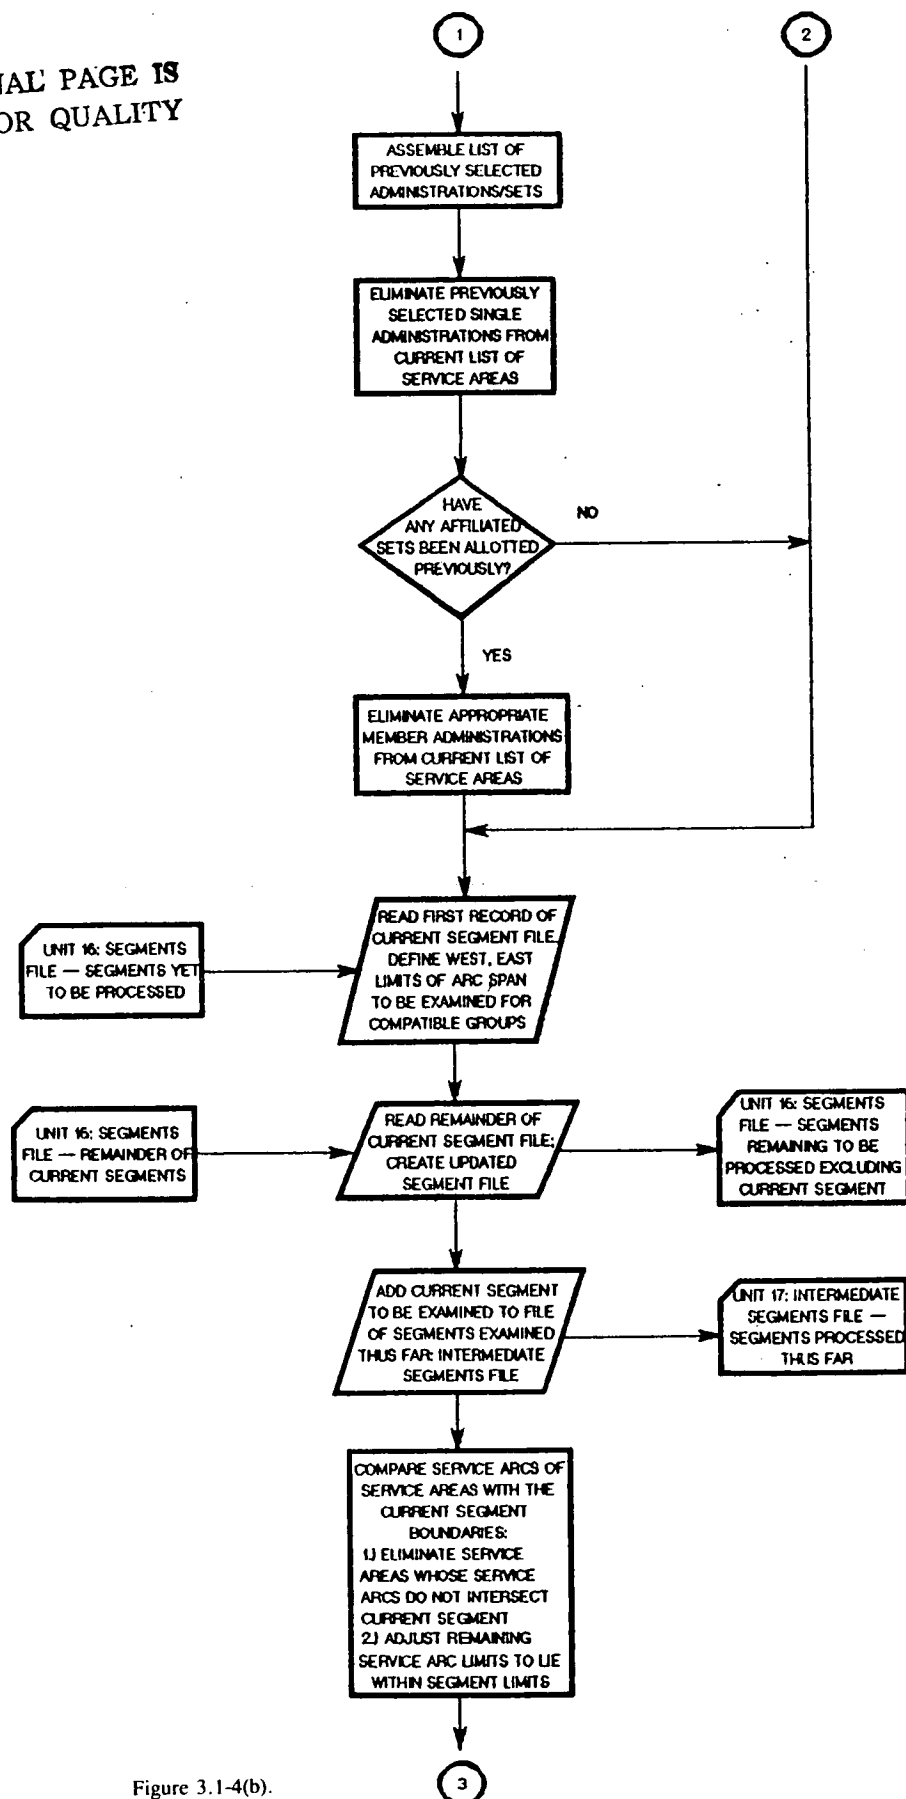 NAL PAGE IS
OR QUALITY
1
2
ASSEMBLE LIST OF
PREVIOUSLY SELECTED
ADMINISTRATIONS/SETS
ELIMINATE PREVIOUSLY
SELECTED SINGLE
ADMINISTRATIONS FROM
CURRENT LIST OF
SERVICE AREAS
HAVE
ANY AFFILIATED
SETS BEEN ALLOTTED
PREVIOUSLY?
NO
YES
ELIMINATE APPROPRIATE
MEMBER ADMINISTRATIONS
FROM CURRENT LIST OF
SERVICE AREAS
UNIT 16: SEGMENTS
FILE — SEGMENTS YET
TO BE PROCESSED
READ FIRST RECORD OF
CURRENT SEGMENT FILE.
DEFINE WEST, EAST
LIMITS OF ARC SPAN
TO BE EXAMINED FOR
COMPATIBLE GROUPS
UNIT 16: SEGMENTS
FILE — REMAINDER OF
CURRENT SEGMENTS
READ REMAINDER OF
CURRENT SEGMENT FILE;
CREATE UPDATED
SEGMENT FILE
UNIT 16: SEGMENTS
FILE — SEGMENTS
REMAINING TO BE
PROCESSED EXCLUDING
CURRENT SEGMENT
ADD CURRENT SEGMENT
TO BE EXAMINED TO FILE
OF SEGMENTS EXAMINED
THUS FAR: INTERMEDIATE
SEGMENTS FILE
UNIT 17: INTERMEDIATE
SEGMENTS FILE —
SEGMENTS PROCESSED
THUS FAR
COMPARE SERVICE ARCS OF
SERVICE AREAS WITH THE
CURRENT SEGMENT
BOUNDARIES:
1.) ELIMINATE SERVICE
AREAS WHOSE SERVICE
ARCS DO NOT INTERSECT
CURRENT SEGMENT
2.) ADJUST REMAINING
SERVICE ARC LIMITS TO LIE
WITHIN SEGMENT LIMITS
3
Figure 3.1-4(b).